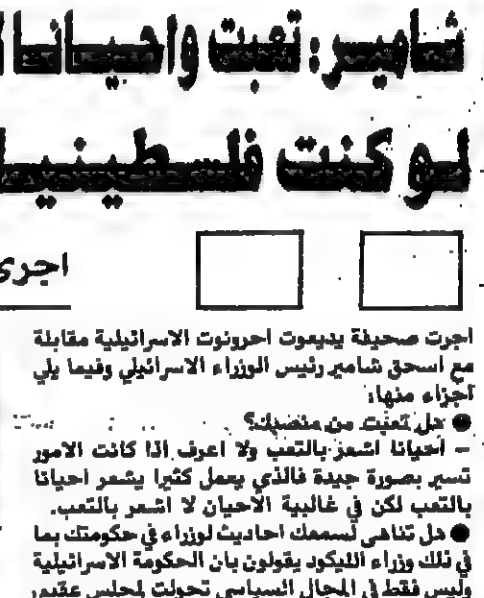 شامير: تعبت واحيانا
لو كنت فلسطينيا
اجرى
اجرت صحيفة يديعوت احرونوت الاسرائيلية مقابلة
مع اسحق شامير رئيس الوزراء الاسرائيلي وفيما يلي
اجزاء منها:
● هل تعبت من منصبك؟
– احيانا اشعر بالتعب ولا اعرف اذا كانت الامور
تسير بصورة جيدة فالذي يعمل كثيرا يشعر احيانا
بالتعب لكن في غالبية الاحيان لا اشعر بالتعب.
● هل تناهى لسمعك احاديث لوزراء في حكومتك بما
في ذلك وزراء الليكود يقولون بان الحكومة الاسرائيلية
وليس فقط في المجال السياسي تحولت لمجلس عقيم،